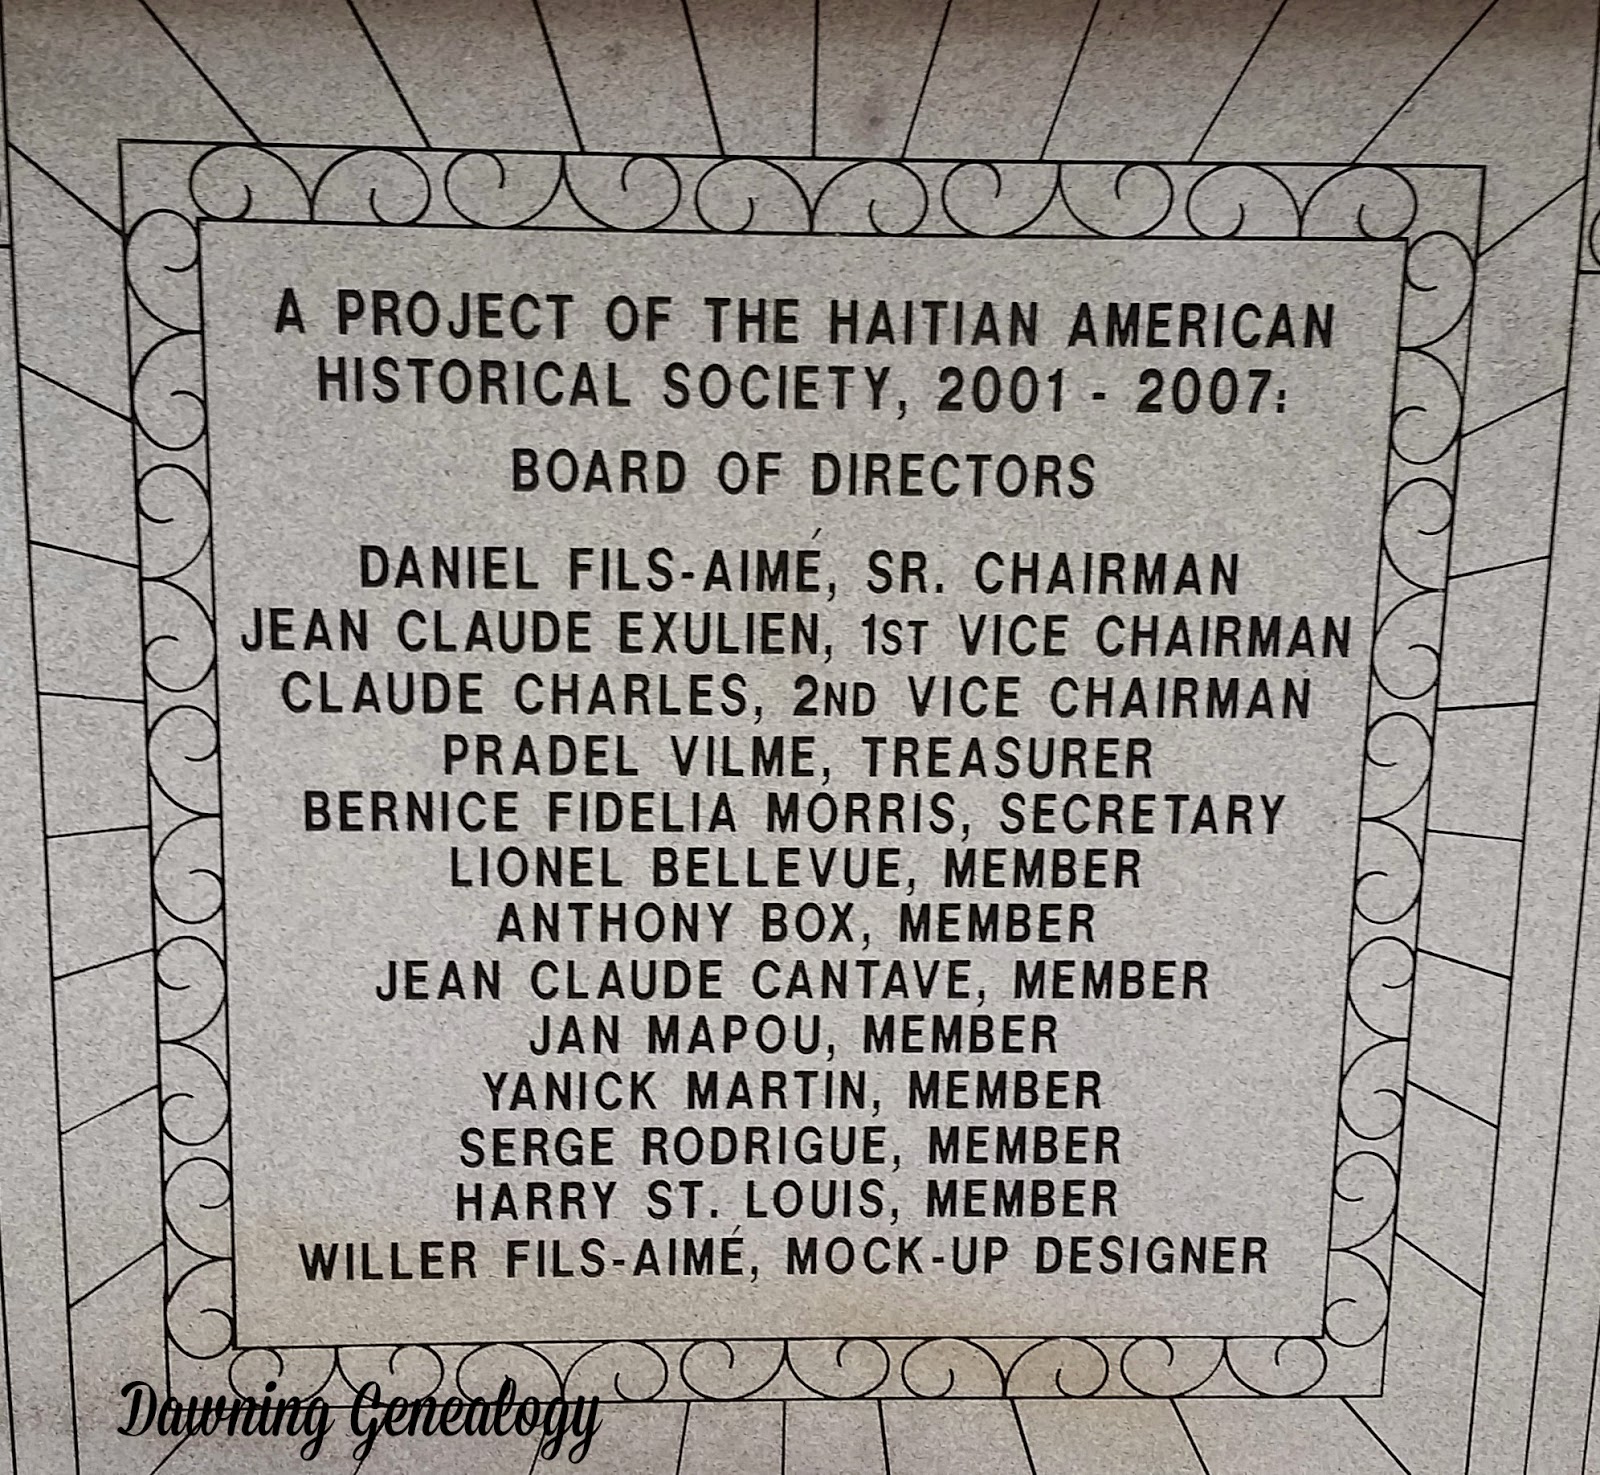 A PROJECT OF THE HAITIAN AMERICAN
HISTORICAL SOCIETY, 2001 - 2007:
BOARD OF DIRECTORS
DANIEL FILS-AIMÉ, SR. CHAIRMAN
JEAN CLAUDE EXULIEN, 1ST VICE CHAIRMAN
CLAUDE CHARLES, 2ND VICE CHAIRMAN
PRADEL VILME, TREASURER
BERNICE FIDELIA MORRIS, SECRETARY
LIONEL BELLEVUE, MEMBER
ANTHONY BOX, MEMBER
JEAN CLAUDE CANTAVE, MEMBER
JAN MAPOU, MEMBER
YANICK MARTIN, MEMBER
SERGE RODRIGUE, MEMBER
HARRY ST. LOUIS, MEMBER
WILLER FILS-AIMÉ, MOCK-UP DESIGNER
Dawning Genealogy